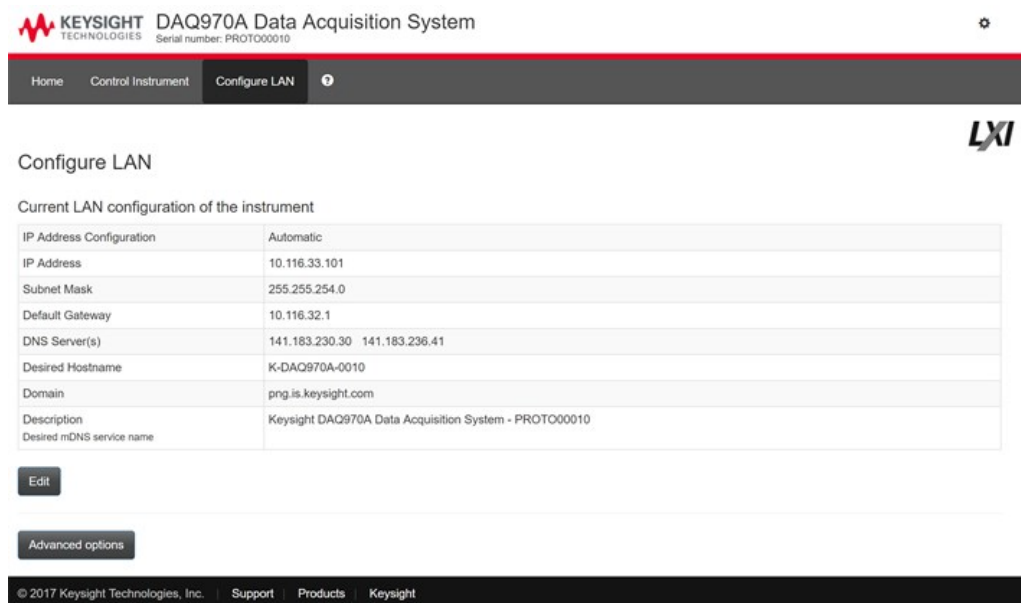 KEYSIGHT TECHNOLOGIES
DAQ970A Data Acquisition System
Serial number: PROTO00010
Home Control Instrument Configure LAN ?
LXI
Configure LAN
Current LAN configuration of the instrument
IP Address Configuration Automatic
IP Address 10.116.33.101
Subnet Mask 255.255.254.0
Default Gateway 10.116.32.1
DNS Server(s) 141.183.230.30 141.183.236.41
Desired Hostname K-DAQ970A-0010
Domain png.is.keysight.com
Description Keysight DAQ970A Data Acquisition System - PROTO00010
Desired mDNS service name
Edit
Advanced options
© 2017 Keysight Technologies, Inc. | Support | Products | Keysight